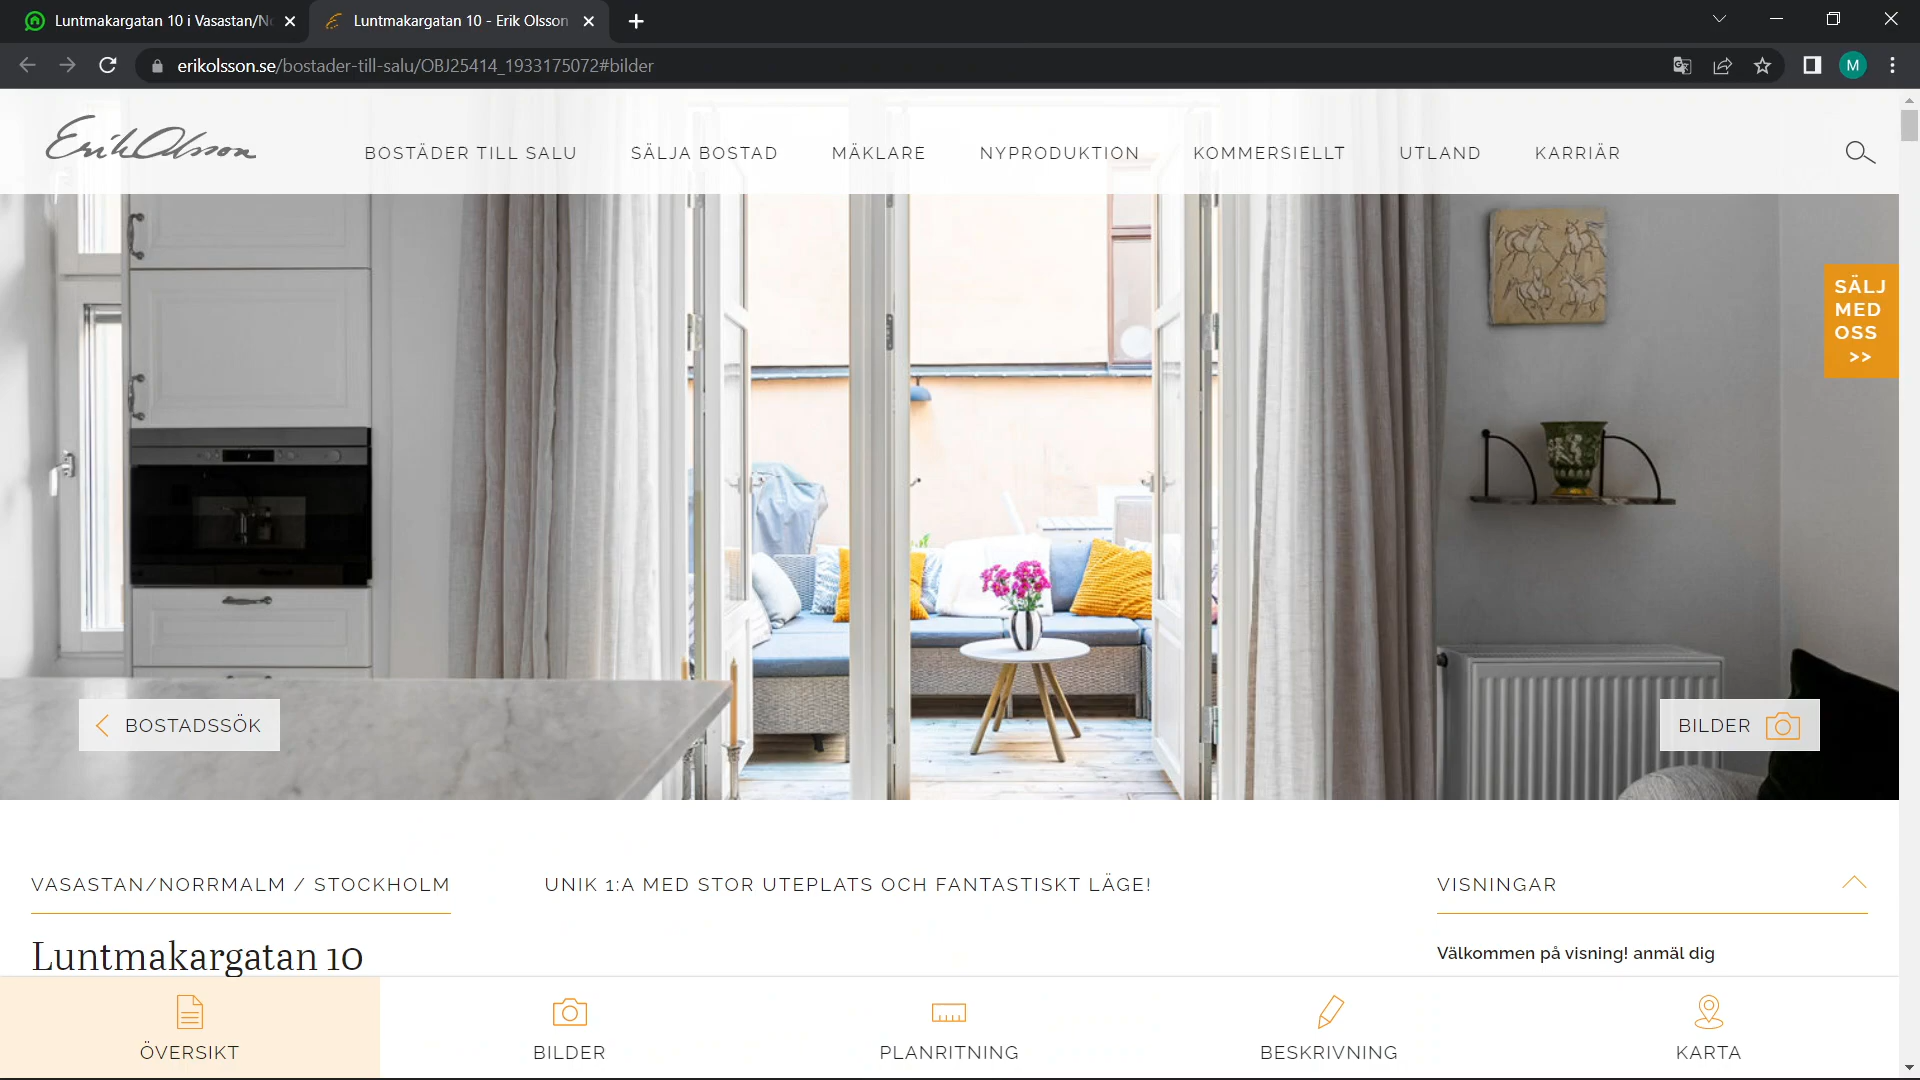 Luntmakargatan 10 i Vasastan/No
Luntmakargatan 10 - Erik Olsson
erikolsson.se/bostader-till-salu/OBJ25414_1933175072#bilder
M
Erik Olsson
BOSTÄDER TILL SALU
SÄLJA BOSTAD
MÄKLARE
NYPRODUKTION
KOMMERSIELLT
UTLAND
KARRIÄR
SÄLJ
MED
OSS
>>
BOSTADSSÖK
BILDER
VASASTAN/NORRMALM / STOCKHOLM
UNIK 1:A MED STOR UTEPLATS OCH FANTASTISKT LÄGE!
VISNINGAR
Luntmakargatan 10
Välkommen på visning! anmäl dig
ÖVERSIKT
BILDER
PLANRITNING
BESKRIVNING
KARTA